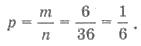 p = m/n = 6/36 = 1/6 .